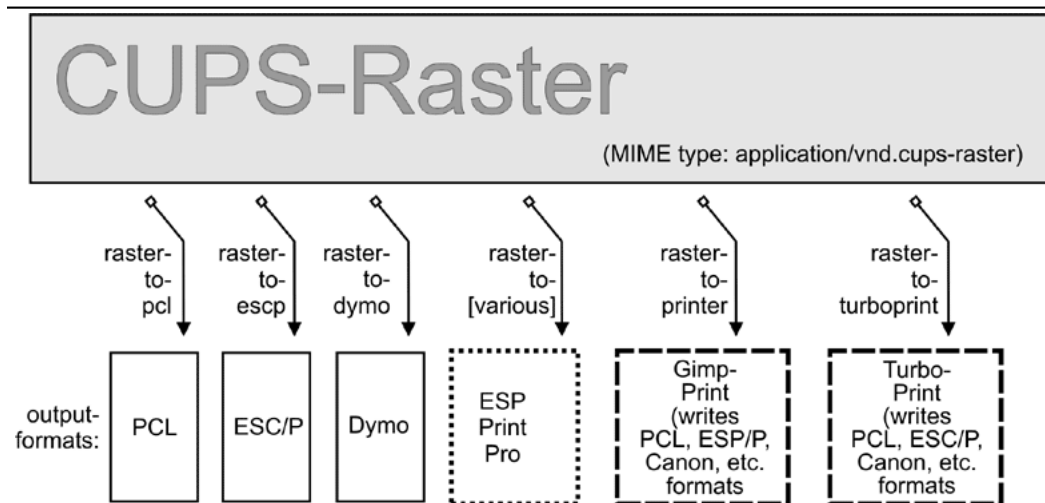 CUPS-Raster
(MIME type: application/vnd.cups-raster)
raster-
to-
pcl
raster-
to-
escp
raster-
to-
dymo
raster-
to-
[various]
raster-
to-
printer
raster-
to-
turboprint
output-
formats:
PCL
ESC/P
Dymo
ESP
Print
Pro
Gimp-
Print
(writes
PCL, ESP/P,
Canon, etc.
formats
Turbo-
Print
(writes
PCL, ESC/P,
Canon, etc.
formats